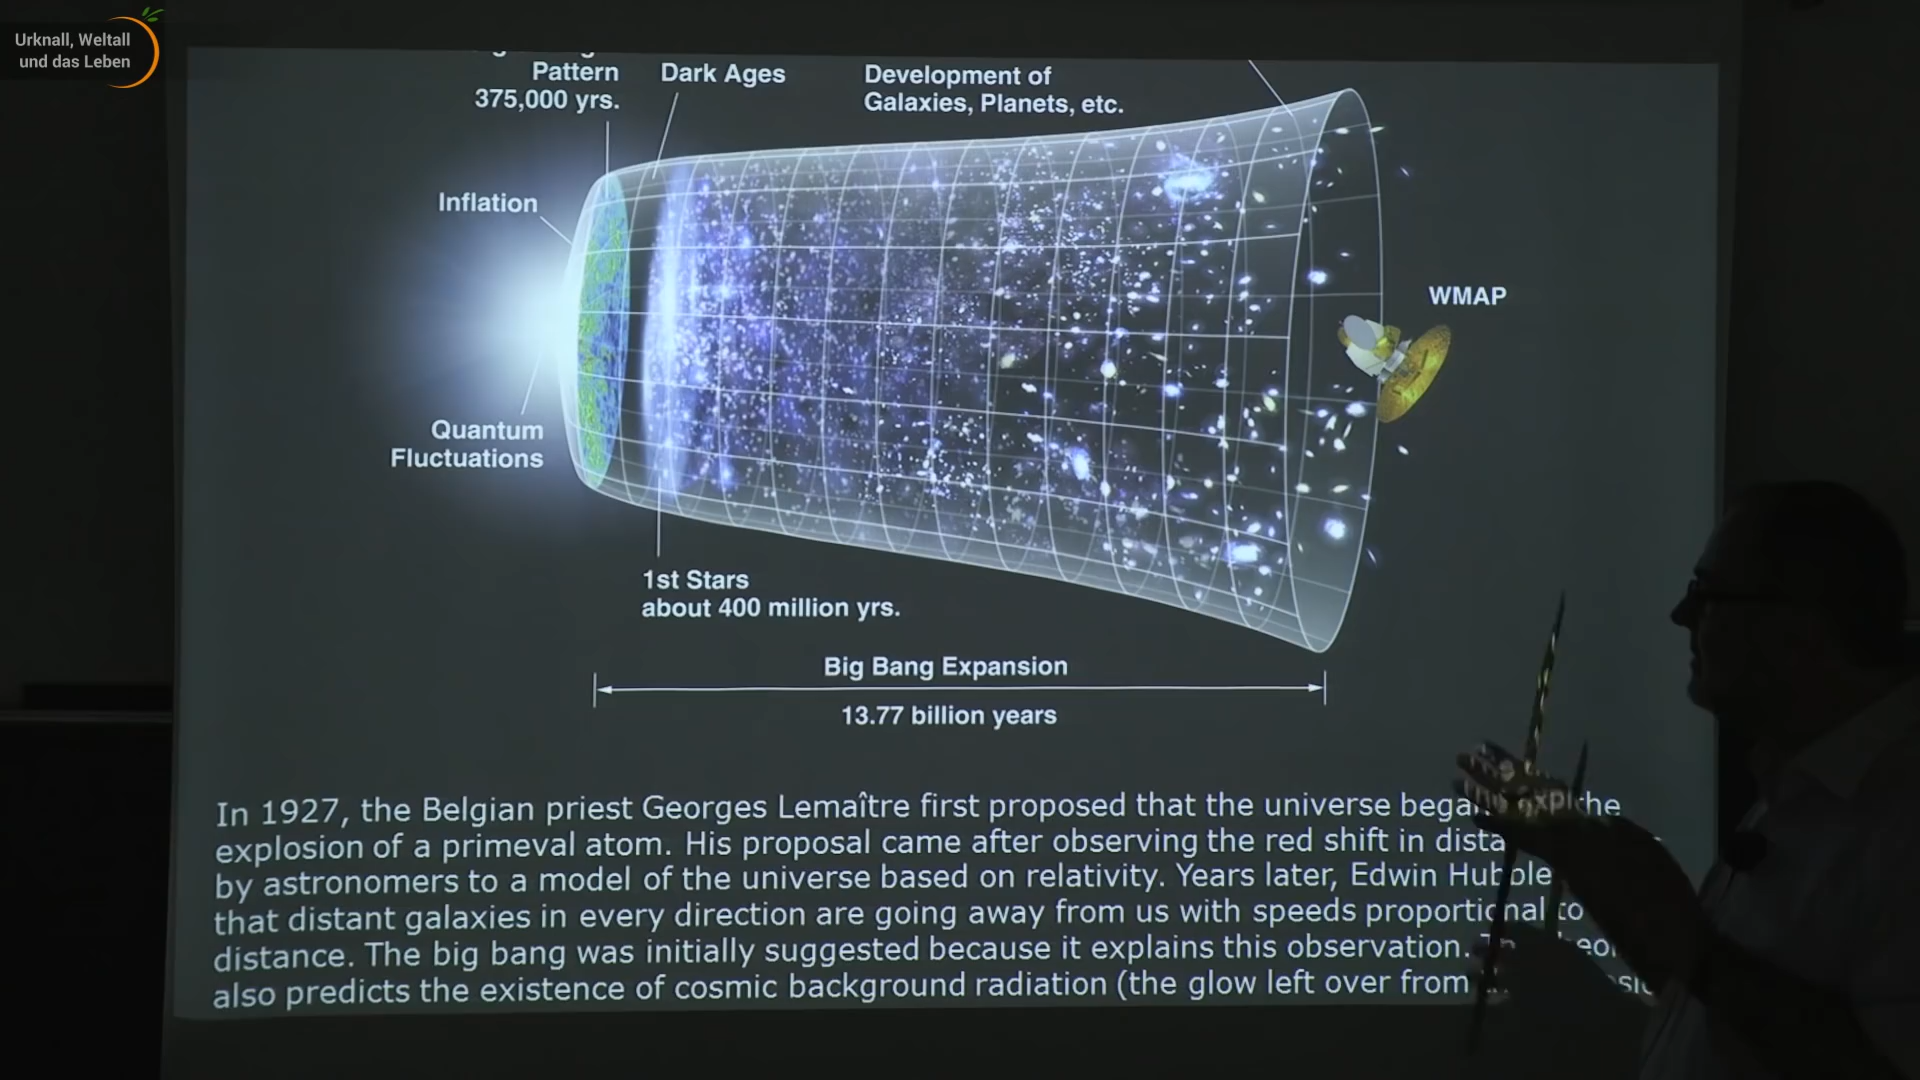 Urknall, Weltall
und das Leben
Pattern
375,000 yrs.
Dark Ages
Development of
Galaxies, Planets, etc.
Inflation
WMAP
Quantum
Fluctuations
1st Stars
about 400 million yrs.
Big Bang Expansion
13.77 billion years
In 1927, the Belgian priest Georges Lemaître first proposed that the universe began the
explosion of a primeval atom. His proposal came after observing the red shift in
by astronomers to a model of the universe based on relativity. Years later, Edwin Hubble
that distant galaxies in every direction are going away from us with speeds proportional to
distance. The big bang was initially suggested because it explains this observation.
also predicts the existence of cosmic background radiation (the glow left over from